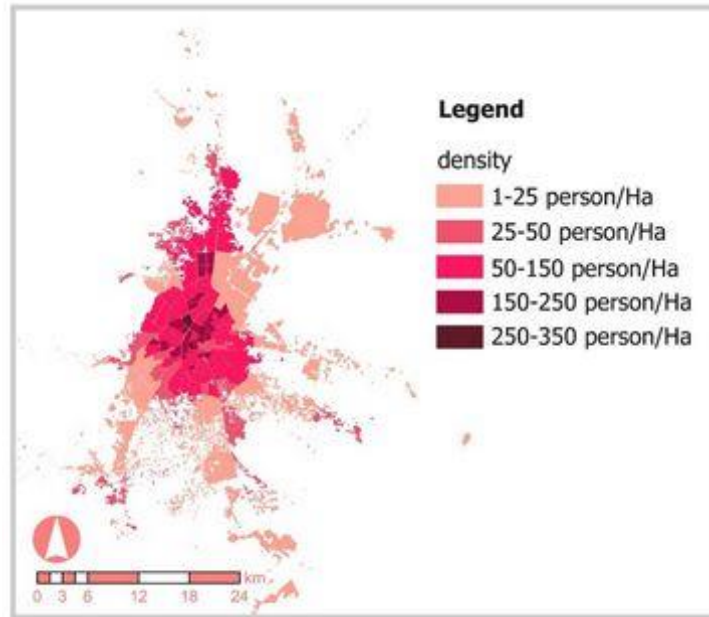 Legend
density
1-25 person/Ha
25-50 person/Ha
50-150 person/Ha
150-250 person/Ha
250-350 person/Ha
km
0 3 6 12 18 24